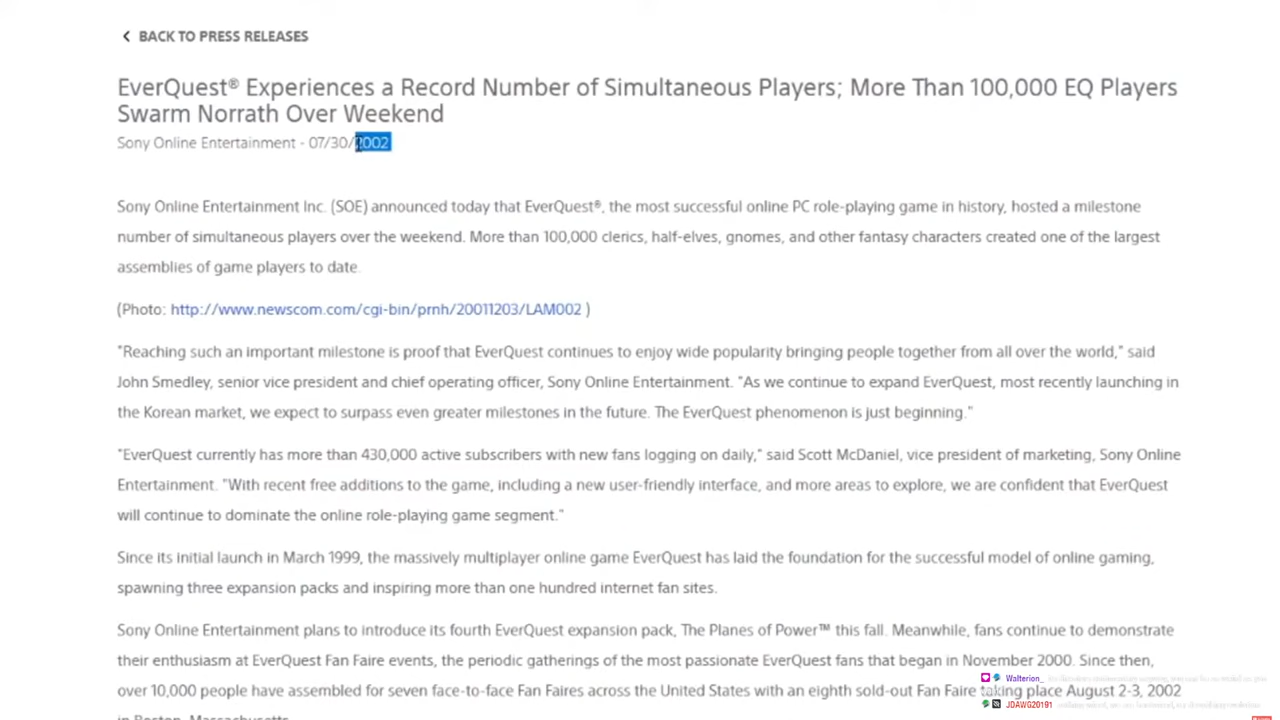 BACK TO PRESS RELEASES
EverQuest® Experiences a Record Number of Simultaneous Players; More Than 100,000 EQ Players
Swarm Norrath Over Weekend
Sony Online Entertainment - 07/30/2002
Sony Online Entertainment Inc. (SOE) announced today that EverQuest®, the most successful online PC role-playing game in history, hosted a milestone
number of simultaneous players over the weekend. More than 100,000 clerics, half-elves, gnomes, and other fantasy characters created one of the largest
assemblies of game players to date.
(Photo: http://www.newscom.com/cgi-bin/prnh/20011203/LAM002 )
"Reaching such an important milestone is proof that EverQuest continues to enjoy wide popularity bringing people together from all over the world," said
John Smedley, senior vice president and chief operating officer, Sony Online Entertainment. "As we continue to expand EverQuest, most recently launching in
the Korean market, we expect to surpass even greater milestones in the future. The EverQuest phenomenon is just beginning."
"EverQuest currently has more than 430,000 active subscribers with new fans logging on daily," said Scott McDaniel, vice president of marketing, Sony Online
Entertainment. "With recent free additions to the game, including a new user-friendly interface, and more areas to explore, we are confident that EverQuest
will continue to dominate the online role-playing game segment."
Since its initial launch in March 1999, the massively multiplayer online game EverQuest has laid the foundation for the successful model of online gaming,
spawning three expansion packs and inspiring more than one hundred internet fan sites.
Sony Online Entertainment plans to introduce its fourth EverQuest expansion pack, The Planes of Power™ this fall. Meanwhile, fans continue to demonstrate
their enthusiasm at EverQuest Fan Faire events, the periodic gatherings of the most passionate EverQuest fans that began in November 2000. Since then,
over 10,000 people have assembled for seven face-to-face Fan Faires across the United States with an eighth sold-out Fan Faire taking place August 2-3, 2002
in Boston, Massachusetts.
Walterion_
JDAWG20191